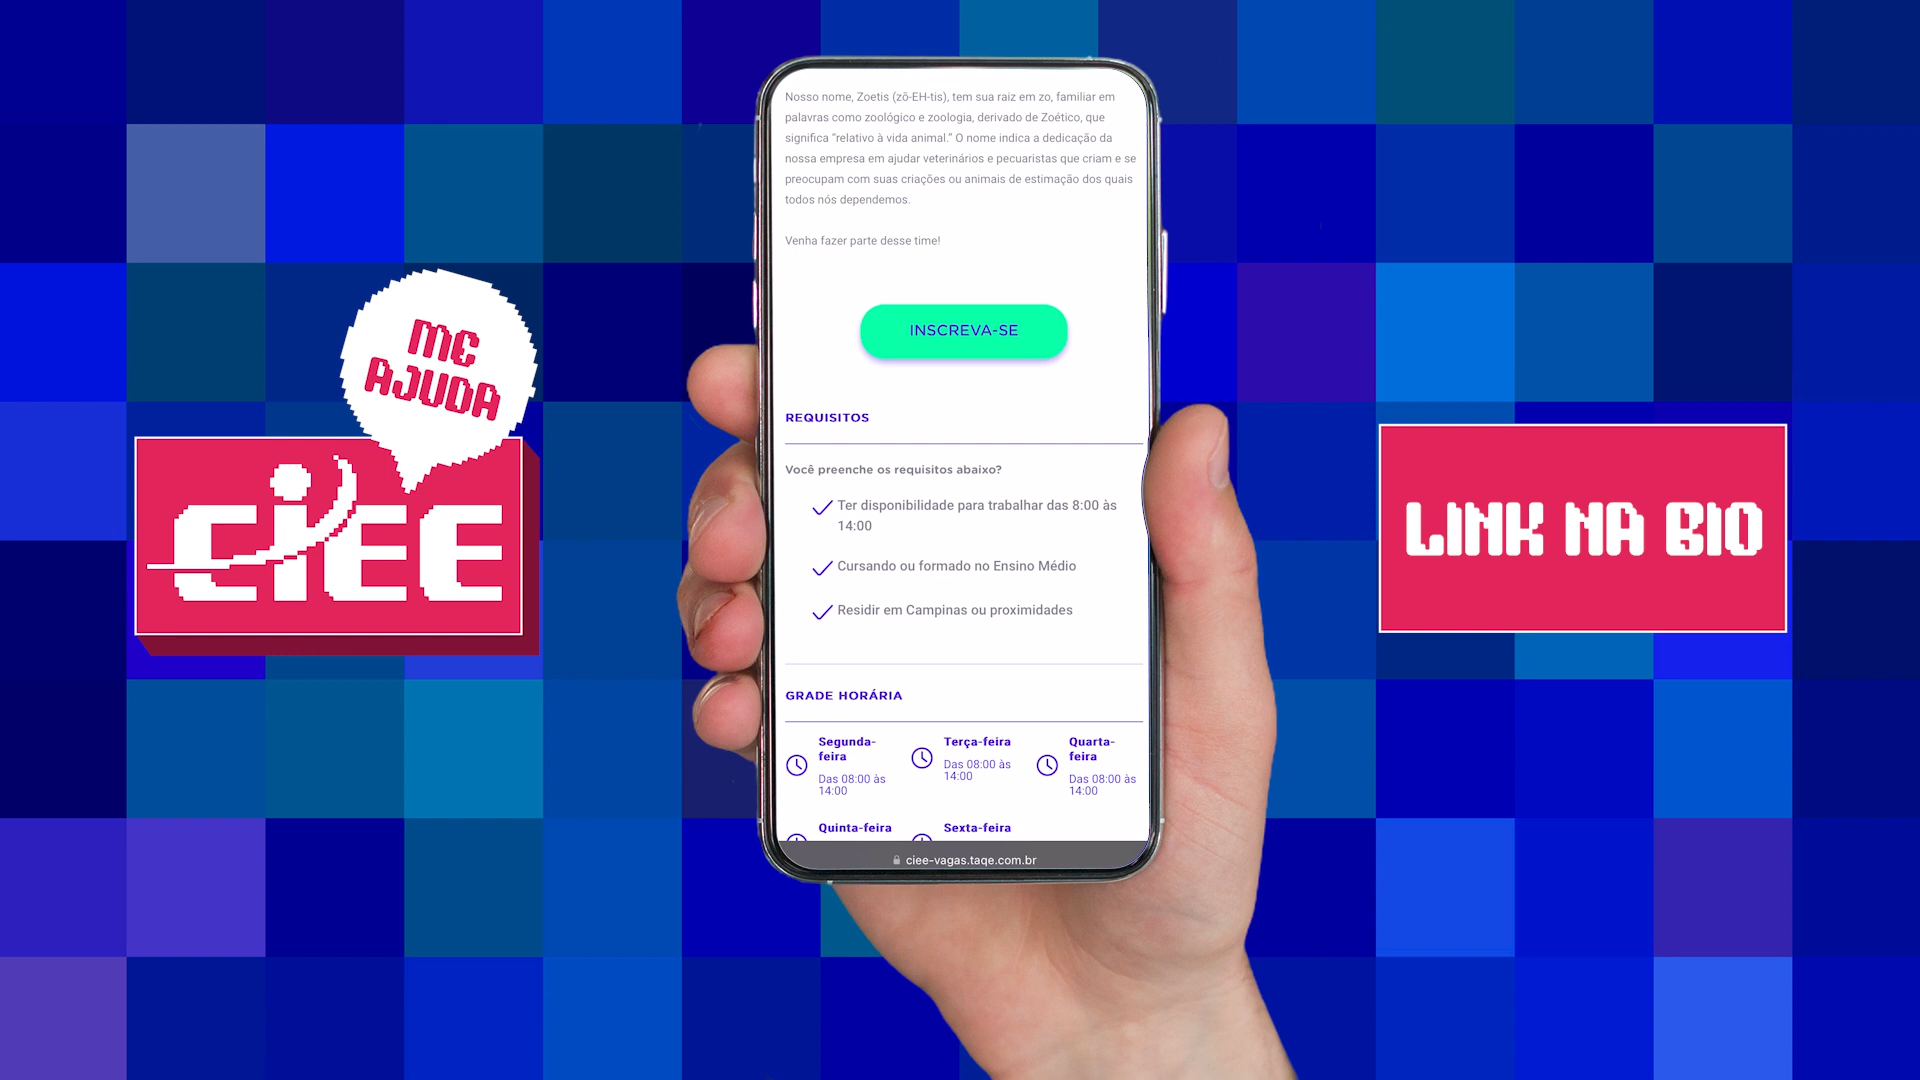 Nosso nome, Zoetis (zō-EH-tis), tem sua raiz em zo, familiar em
palavras como zoológico e zoologia, derivado de Zoético, que
significa “relativo à vida animal.” O nome indica a dedicação da
nossa empresa em ajudar veterinários e pecuaristas que criam e se
preocupam com suas criações ou animais de estimação dos quais
todos nós dependemos.
Venha fazer parte desse time!
INSCREVA-SE
REQUISITOS
Você preenche os requisitos abaixo?
Ter disponibilidade para trabalhar das 8:00 às
14:00
Cursando ou formado no Ensino Médio
Residir em Campinas ou proximidades
GRADE HORÁRIA
Segunda-
feira
Das 08:00 às
14:00
Terça-feira
Das 08:00 às
14:00
Quarta-
feira
Das 08:00 às
14:00
Quinta-feira
Sexta-feira
ciee-vagas.taqe.com.br
ME
AJUDA
CIEE
LINK NA BIO